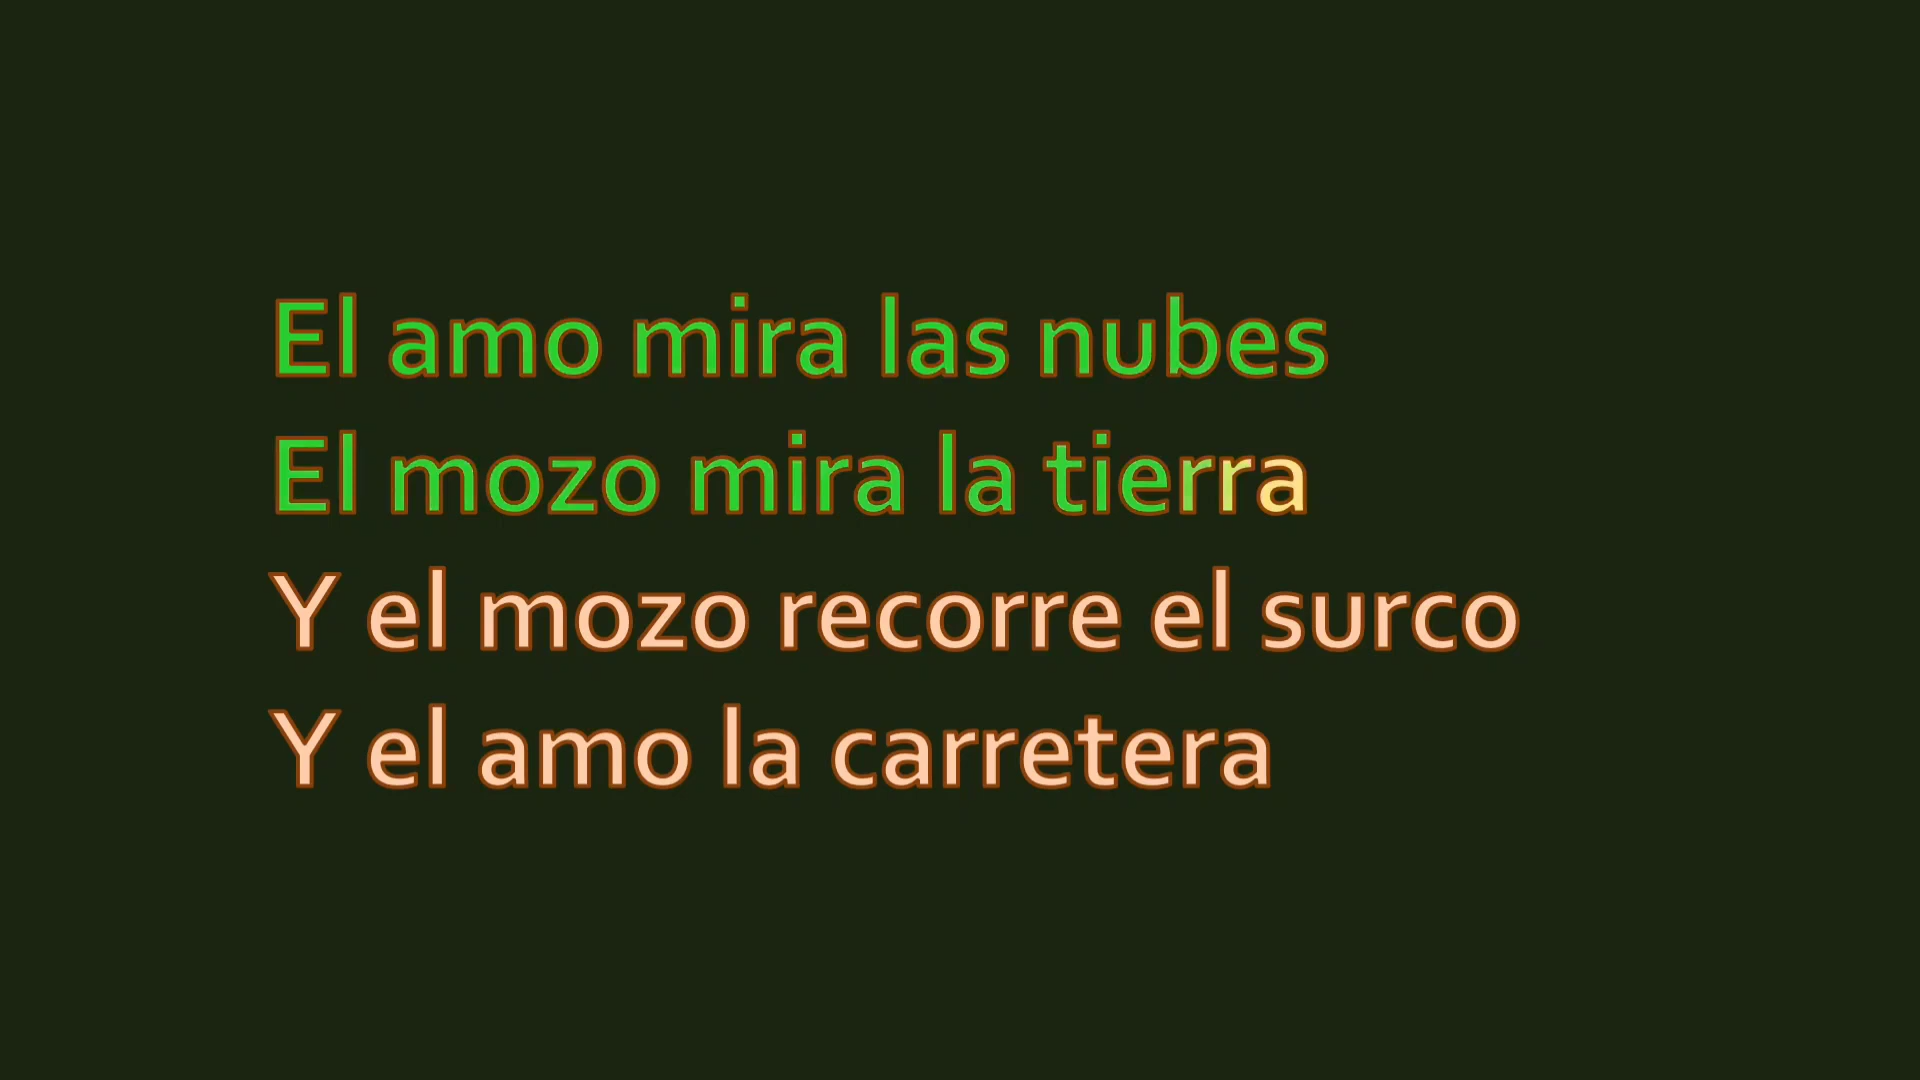 El amo mira las nubes
El mozo mira la tierra
Y el mozo recorre el surco
Y el amo la carretera